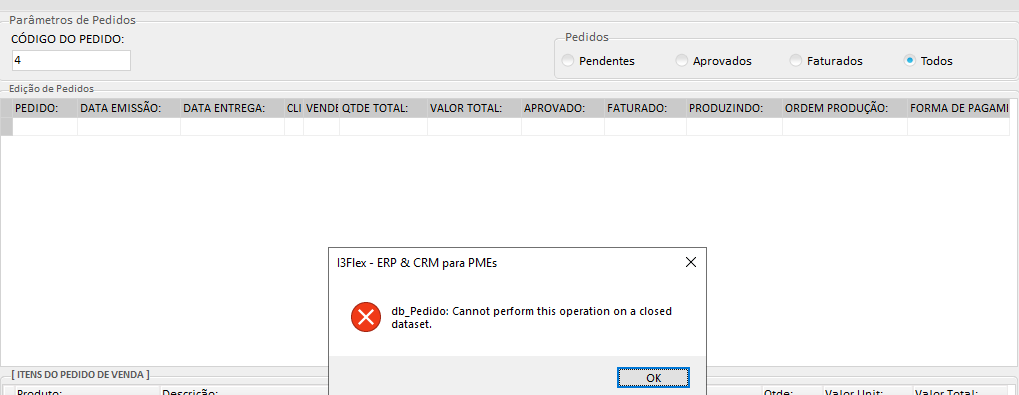 Parâmetros de Pedidos
CÓDIGO DO PEDIDO:
4
Pedidos
Pendentes
Aprovados
Faturados
Todos
Edição de Pedidos
PEDIDO: DATA EMISSÃO: DATA ENTREGA: CLI VENDE QTDE TOTAL: VALOR TOTAL: APROVADO: FATURADO: PRODUZINDO: ORDEM PRODUÇÃO: FORMA DE PAGAM
I3Flex - ERP & CRM para PMEs
db_Pedido: Cannot perform this operation on a closed
dataset.
OK
[ ITENS DO PEDIDO DE VENDA ]
Produto: Descrição: Qtde: Valor Unit: Valor Total: